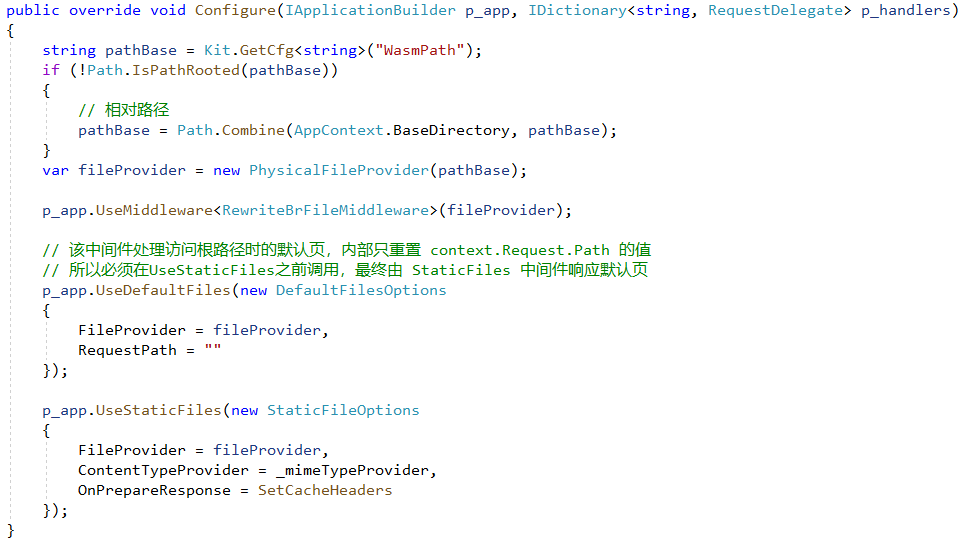 public override void Configure(IApplicationBuilder p_app, IDictionary<string, RequestDelegate> p_handlers)
{
    string pathBase = Kit.GetCfg<string>("WasmPath");
    if (!Path.IsPathRooted(pathBase))
    {
        // 相对路径
        pathBase = Path.Combine(AppContext.BaseDirectory, pathBase);
    }
    var fileProvider = new PhysicalFileProvider(pathBase);

    p_app.UseMiddleware<RewriteBrFileMiddleware>(fileProvider);

    // 该中间件处理访问根路径时的默认页，内部只重置 context.Request.Path 的值
    // 所以必须在UseStaticFiles之前调用，最终由 StaticFiles 中间件响应默认页
    p_app.UseDefaultFiles(new DefaultFilesOptions
    {
        FileProvider = fileProvider,
        RequestPath = ""
    });

    p_app.UseStaticFiles(new StaticFileOptions
    {
        FileProvider = fileProvider,
        ContentTypeProvider = _mimeTypeProvider,
        OnPrepareResponse = SetCacheHeaders
    });
}